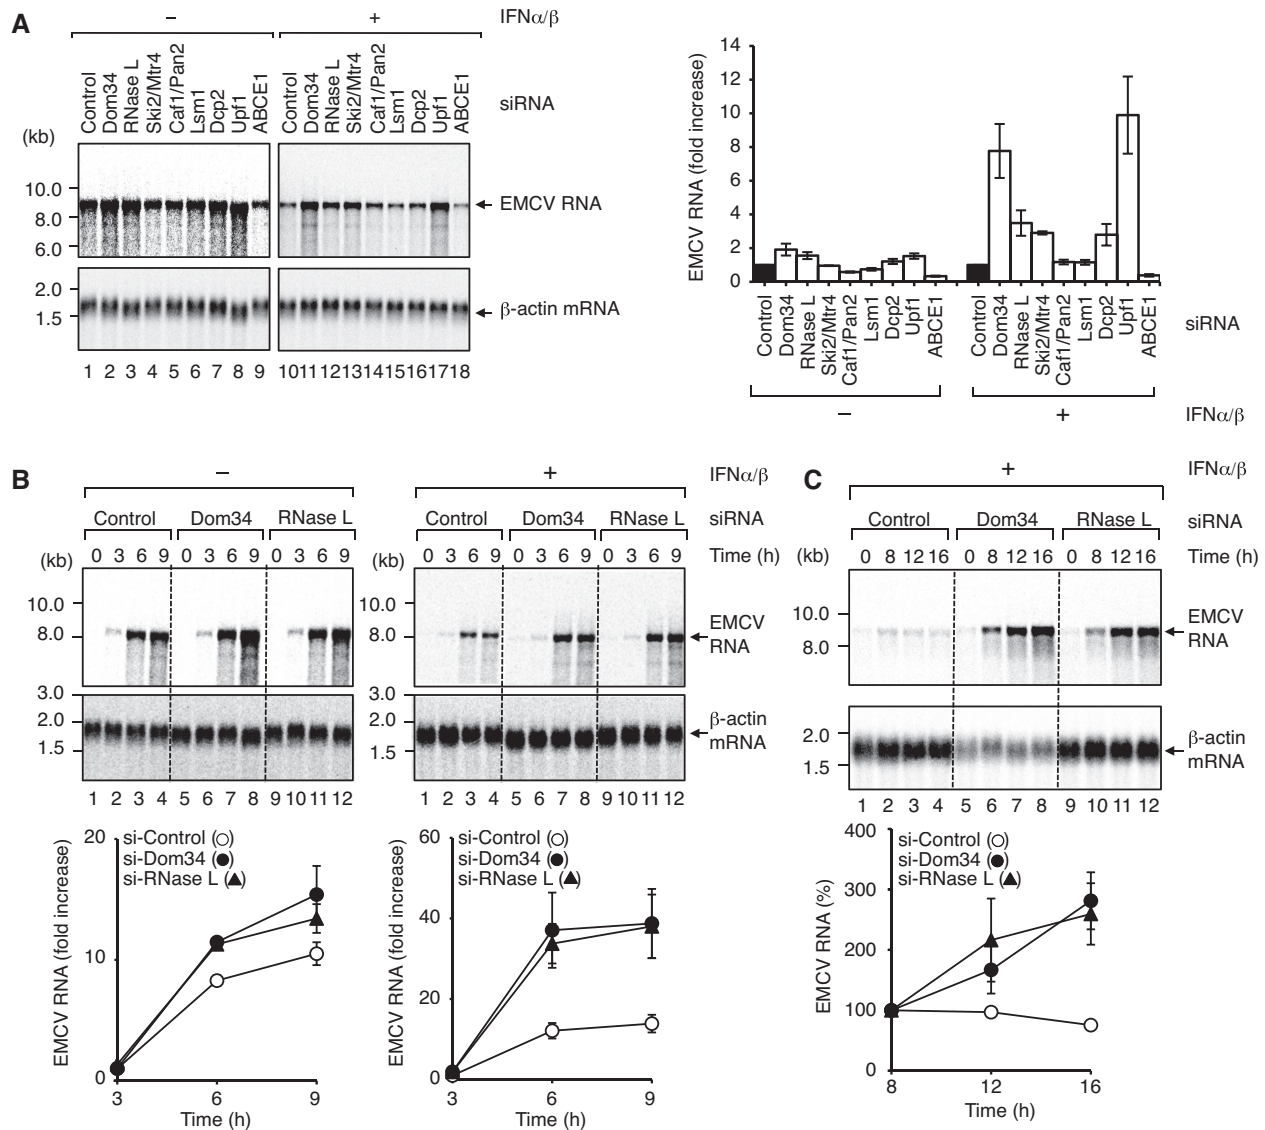 A
− + IFNα/β
Control Dom34 RNase L Ski2/Mtr4 Caf1/Pan2 Lsm1 Dcp2 Upf1 ABCE1 Control Dom34 RNase L Ski2/Mtr4 Caf1/Pan2 Lsm1 Dcp2 Upf1 ABCE1 siRNA
(kb)
10.0
8.0
6.0
EMCV RNA
2.0
1.5
β-actin mRNA
1 2 3 4 5 6 7 8 9 10 11 12 13 14 15 16 17 18
EMCV RNA (fold increase)
14
12
10
8
6
4
2
0
Control Dom34 RNase L Ski2/Mtr4 Caf1/Pan2 Lsm1 Dcp2 Upf1 ABCE1 Control Dom34 RNase L Ski2/Mtr4 Caf1/Pan2 Lsm1 Dcp2 Upf1 ABCE1 siRNA
− + IFNα/β
B
− + IFNα/β
Control Dom34 RNase L Control Dom34 RNase L siRNA
(kb) 0 3 6 9 0 3 6 9 0 3 6 9 (kb) 0 3 6 9 0 3 6 9 0 3 6 9 Time (h)
10.0 10.0
8.0 8.0
EMCV
RNA
3.0 3.0
2.0 2.0
1.5 1.5
β-actin
mRNA
1 2 3 4 5 6 7 8 9 10 11 12 1 2 3 4 5 6 7 8 9 10 11 12
EMCV RNA (fold increase)
20
10
0
si-Control (○)
si-Dom34 (●)
si-RNase L (▲)
3 6 9
Time (h)
EMCV RNA (fold increase)
60
40
20
0
si-Control (○)
si-Dom34 (●)
si-RNase L (▲)
3 6 9
Time (h)
C
+ IFNα/β
Control Dom34 RNase L siRNA
(kb) 0 8 12 16 0 8 12 16 0 8 12 16 Time (h)
10.0
8.0
EMCV
RNA
2.0
1.5
β-actin
mRNA
1 2 3 4 5 6 7 8 9 10 11 12
EMCV RNA (%)
400
300
200
100
0
si-Control (○)
si-Dom34 (●)
si-RNase L (▲)
8 12 16
Time (h)